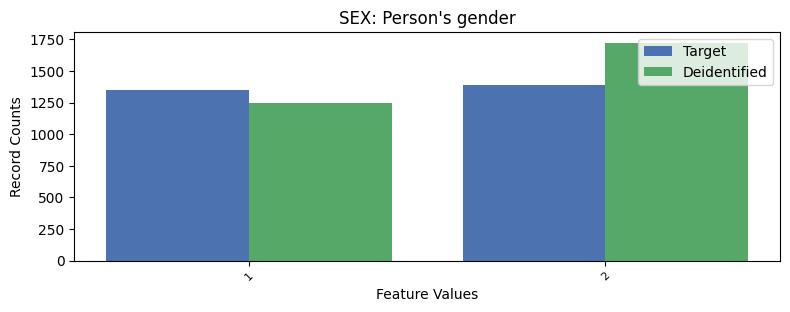 SEX: Person's gender
Target
Deidentified
Record Counts
1750
1500
1250
1000
750
500
250
0
1
2
Feature Values